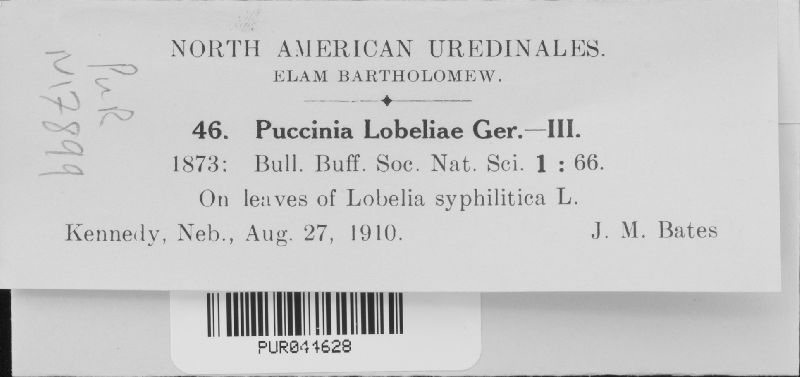 NORTH AMERICAN UREDINALES.
ELAM BARTHOLOMEW.
46. Puccinia Lobeliae Ger.—III.
1873: Bull. Buff. Soc. Nat. Sci. 1 : 66.
On leaves of Lobelia syphilitica L.
Kennedy, Neb., Aug. 27, 1910. J. M. Bates
PUR
N17899
PUR044628